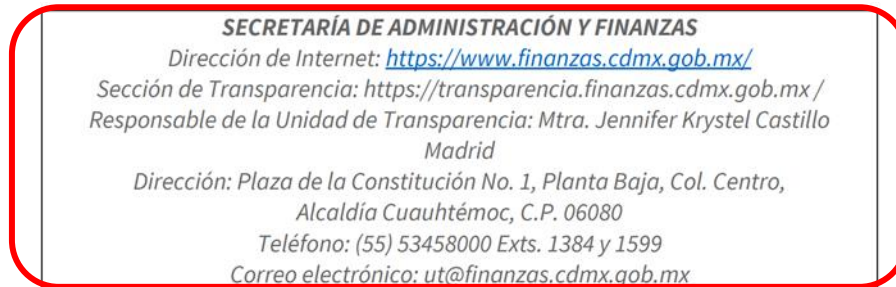 SECRETARÍA DE ADMINISTRACIÓN Y FINANZAS
Dirección de Internet: https://www.finanzas.cdmx.gob.mx/
Sección de Transparencia: https://transparencia.finanzas.cdmx.gob.mx /
Responsable de la Unidad de Transparencia: Mtra. Jennifer Krystel Castillo
Madrid
Dirección: Plaza de la Constitución No. 1, Planta Baja, Col. Centro,
Alcaldía Cuauhtémoc, C.P. 06080
Teléfono: (55) 53458000 Exts. 1384 y 1599
Correo electrónico: ut@finanzas.cdmx.gob.mx